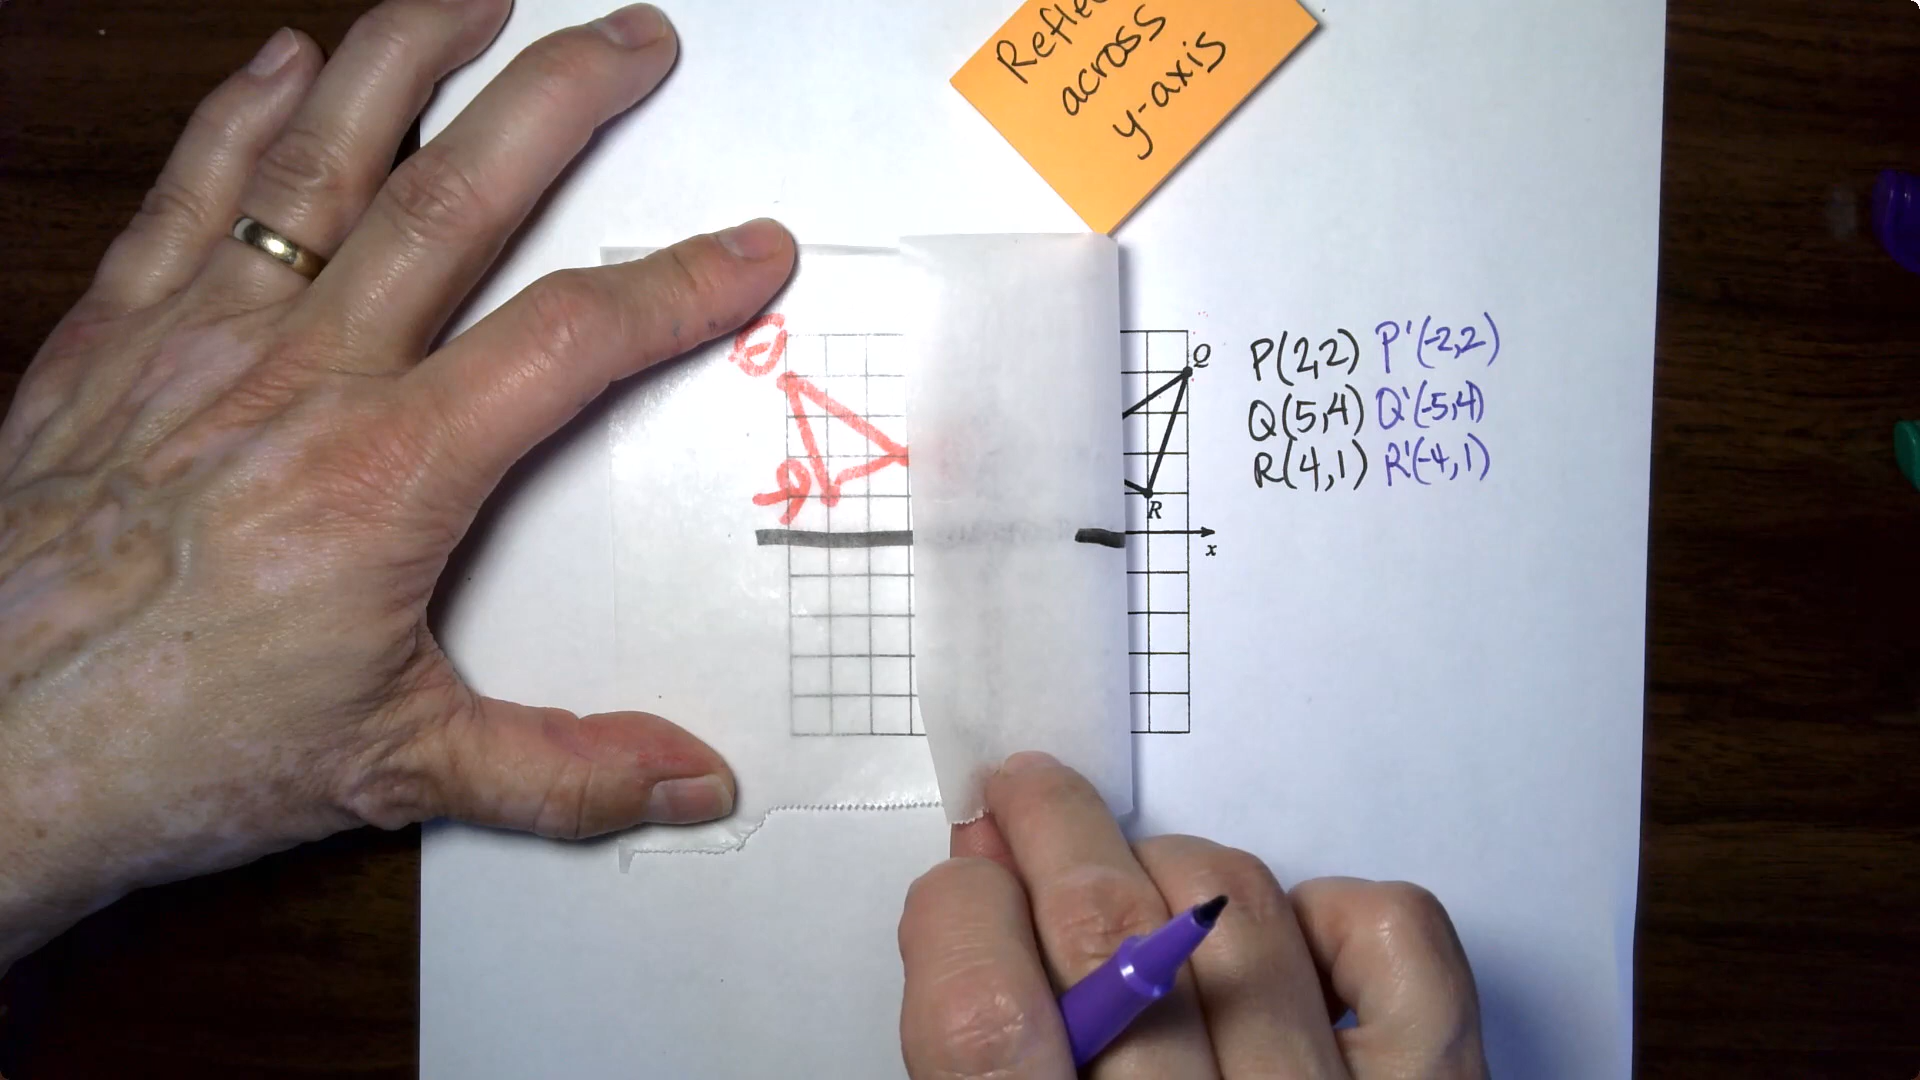 across
y-axis
Q
P(2,2) P'(-2,2)
Q(5,4) Q'(-5,4)
R(4,1) R'(-4,1)
R
x